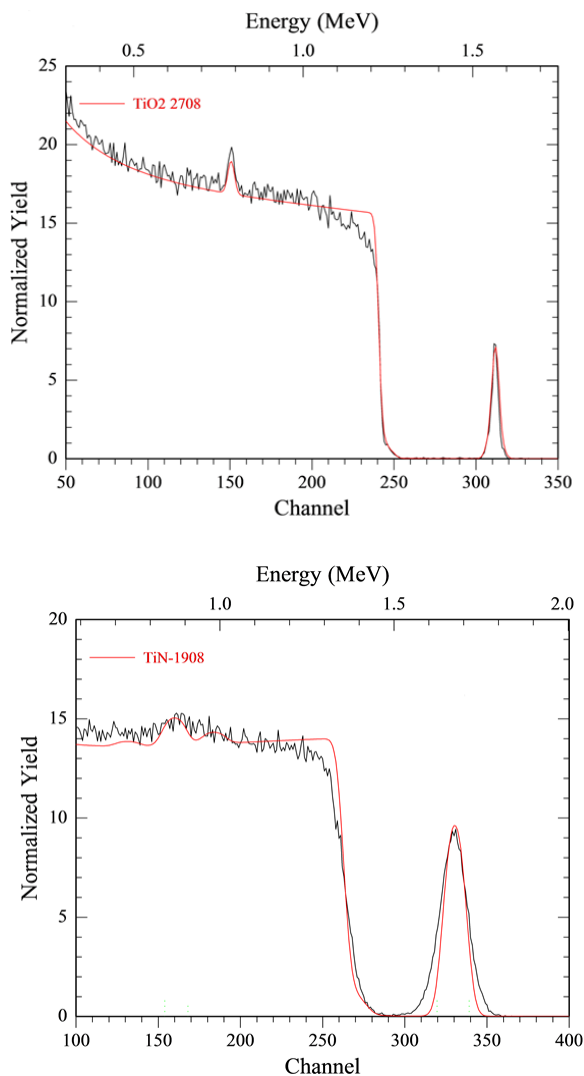 Energy (MeV)
0.5 1.0 1.5
25
TiO2 2708
20
15
Normalized Yield
10
5
0
50 100 150 200 250 300 350
Channel
Energy (MeV)
1.0 1.5 2.0
20
TiN-1908
15
Normalized Yield
10
5
0
100 150 200 250 300 350 400
Channel